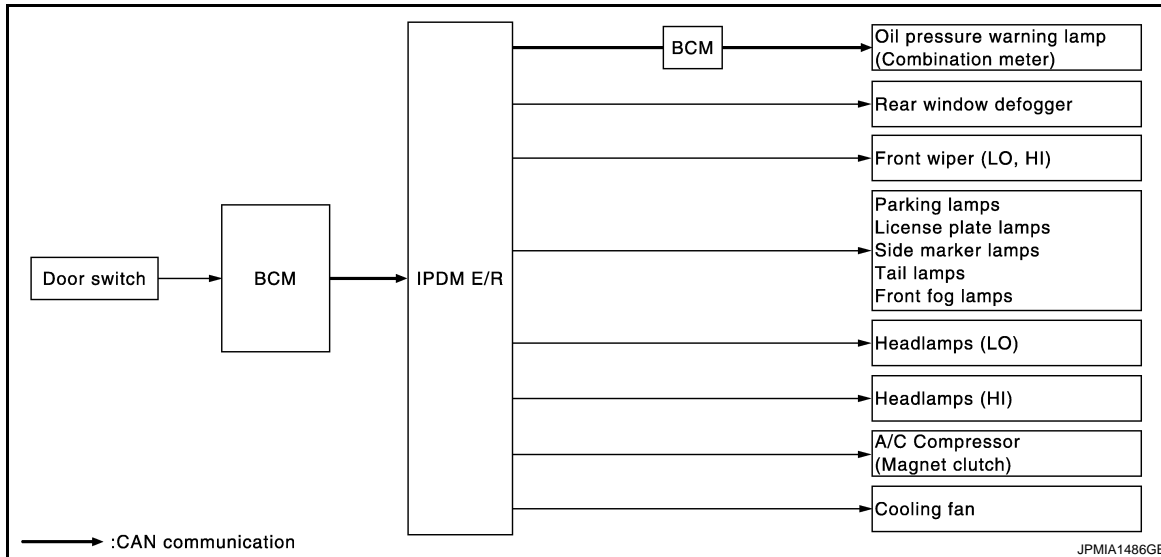 BCM
Oil pressure warning lamp
(Combination meter)
Rear window defogger
Front wiper (LO, HI)
Parking lamps
License plate lamps
Side marker lamps
Tail lamps
Front fog lamps
Door switch
BCM
IPDM E/R
Headlamps (LO)
Headlamps (HI)
A/C Compressor
(Magnet clutch)
Cooling fan
:CAN communication